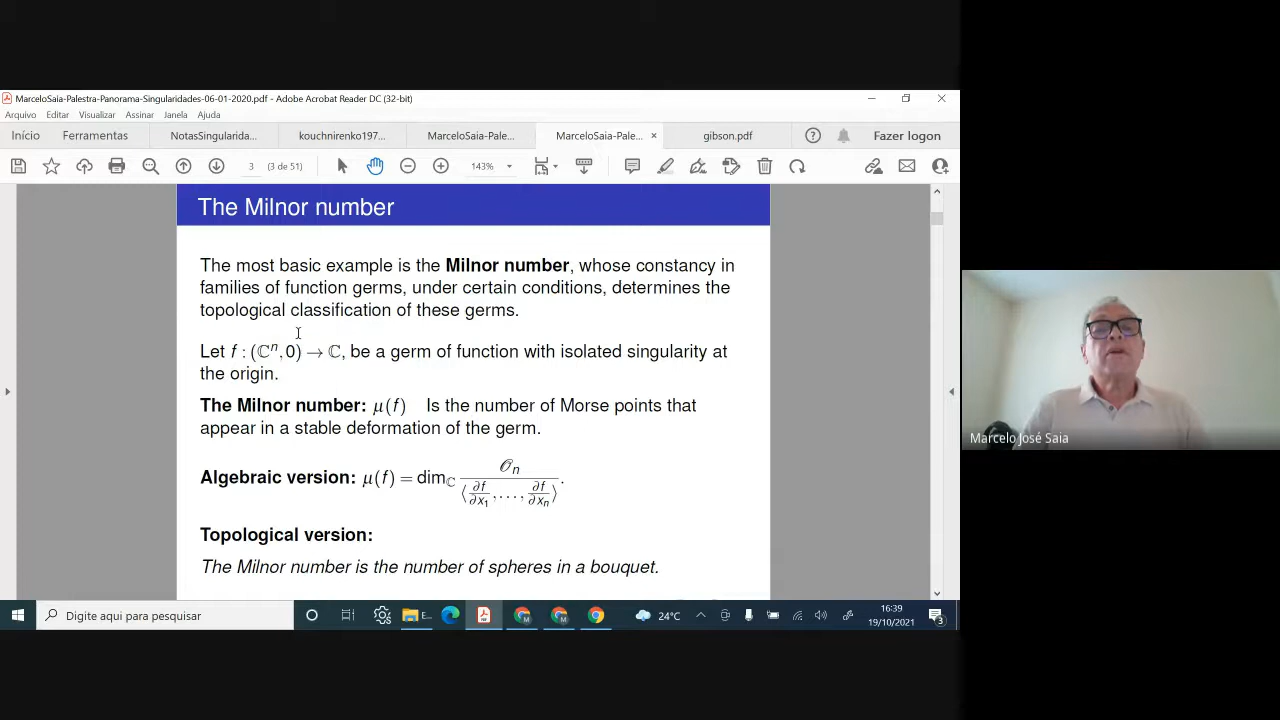 MarceloSaia-Palestra-Panorama-Singularidades-06-01-2020.pdf - Adobe Acrobat Reader DC (32-bit)
Arquivo Editar Visualizar Assinar Janela Ajuda
Início Ferramentas NotasSingularida... kouchnirenko197... MarceloSaia-Pale... MarceloSaia-Pale... × gibson.pdf Fazer logon
3 (3 de 51) 143%
The Milnor number
The most basic example is the Milnor number, whose constancy in
families of function germs, under certain conditions, determines the
topological classification of these germs.
Let f : (ℂⁿ, 0) → ℂ, be a germ of function with isolated singularity at
the origin.
The Milnor number: μ(f) Is the number of Morse points that
appear in a stable deformation of the germ.
Algebraic version: μ(f) = dim_ℂ 𝒪ₙ / ⟨∂f/∂x₁, . . . , ∂f/∂xₙ⟩.
Topological version:
The Milnor number is the number of spheres in a bouquet.
Marcelo José Saia
Digite aqui para pesquisar E... 24°C 16:39
19/10/2021 3